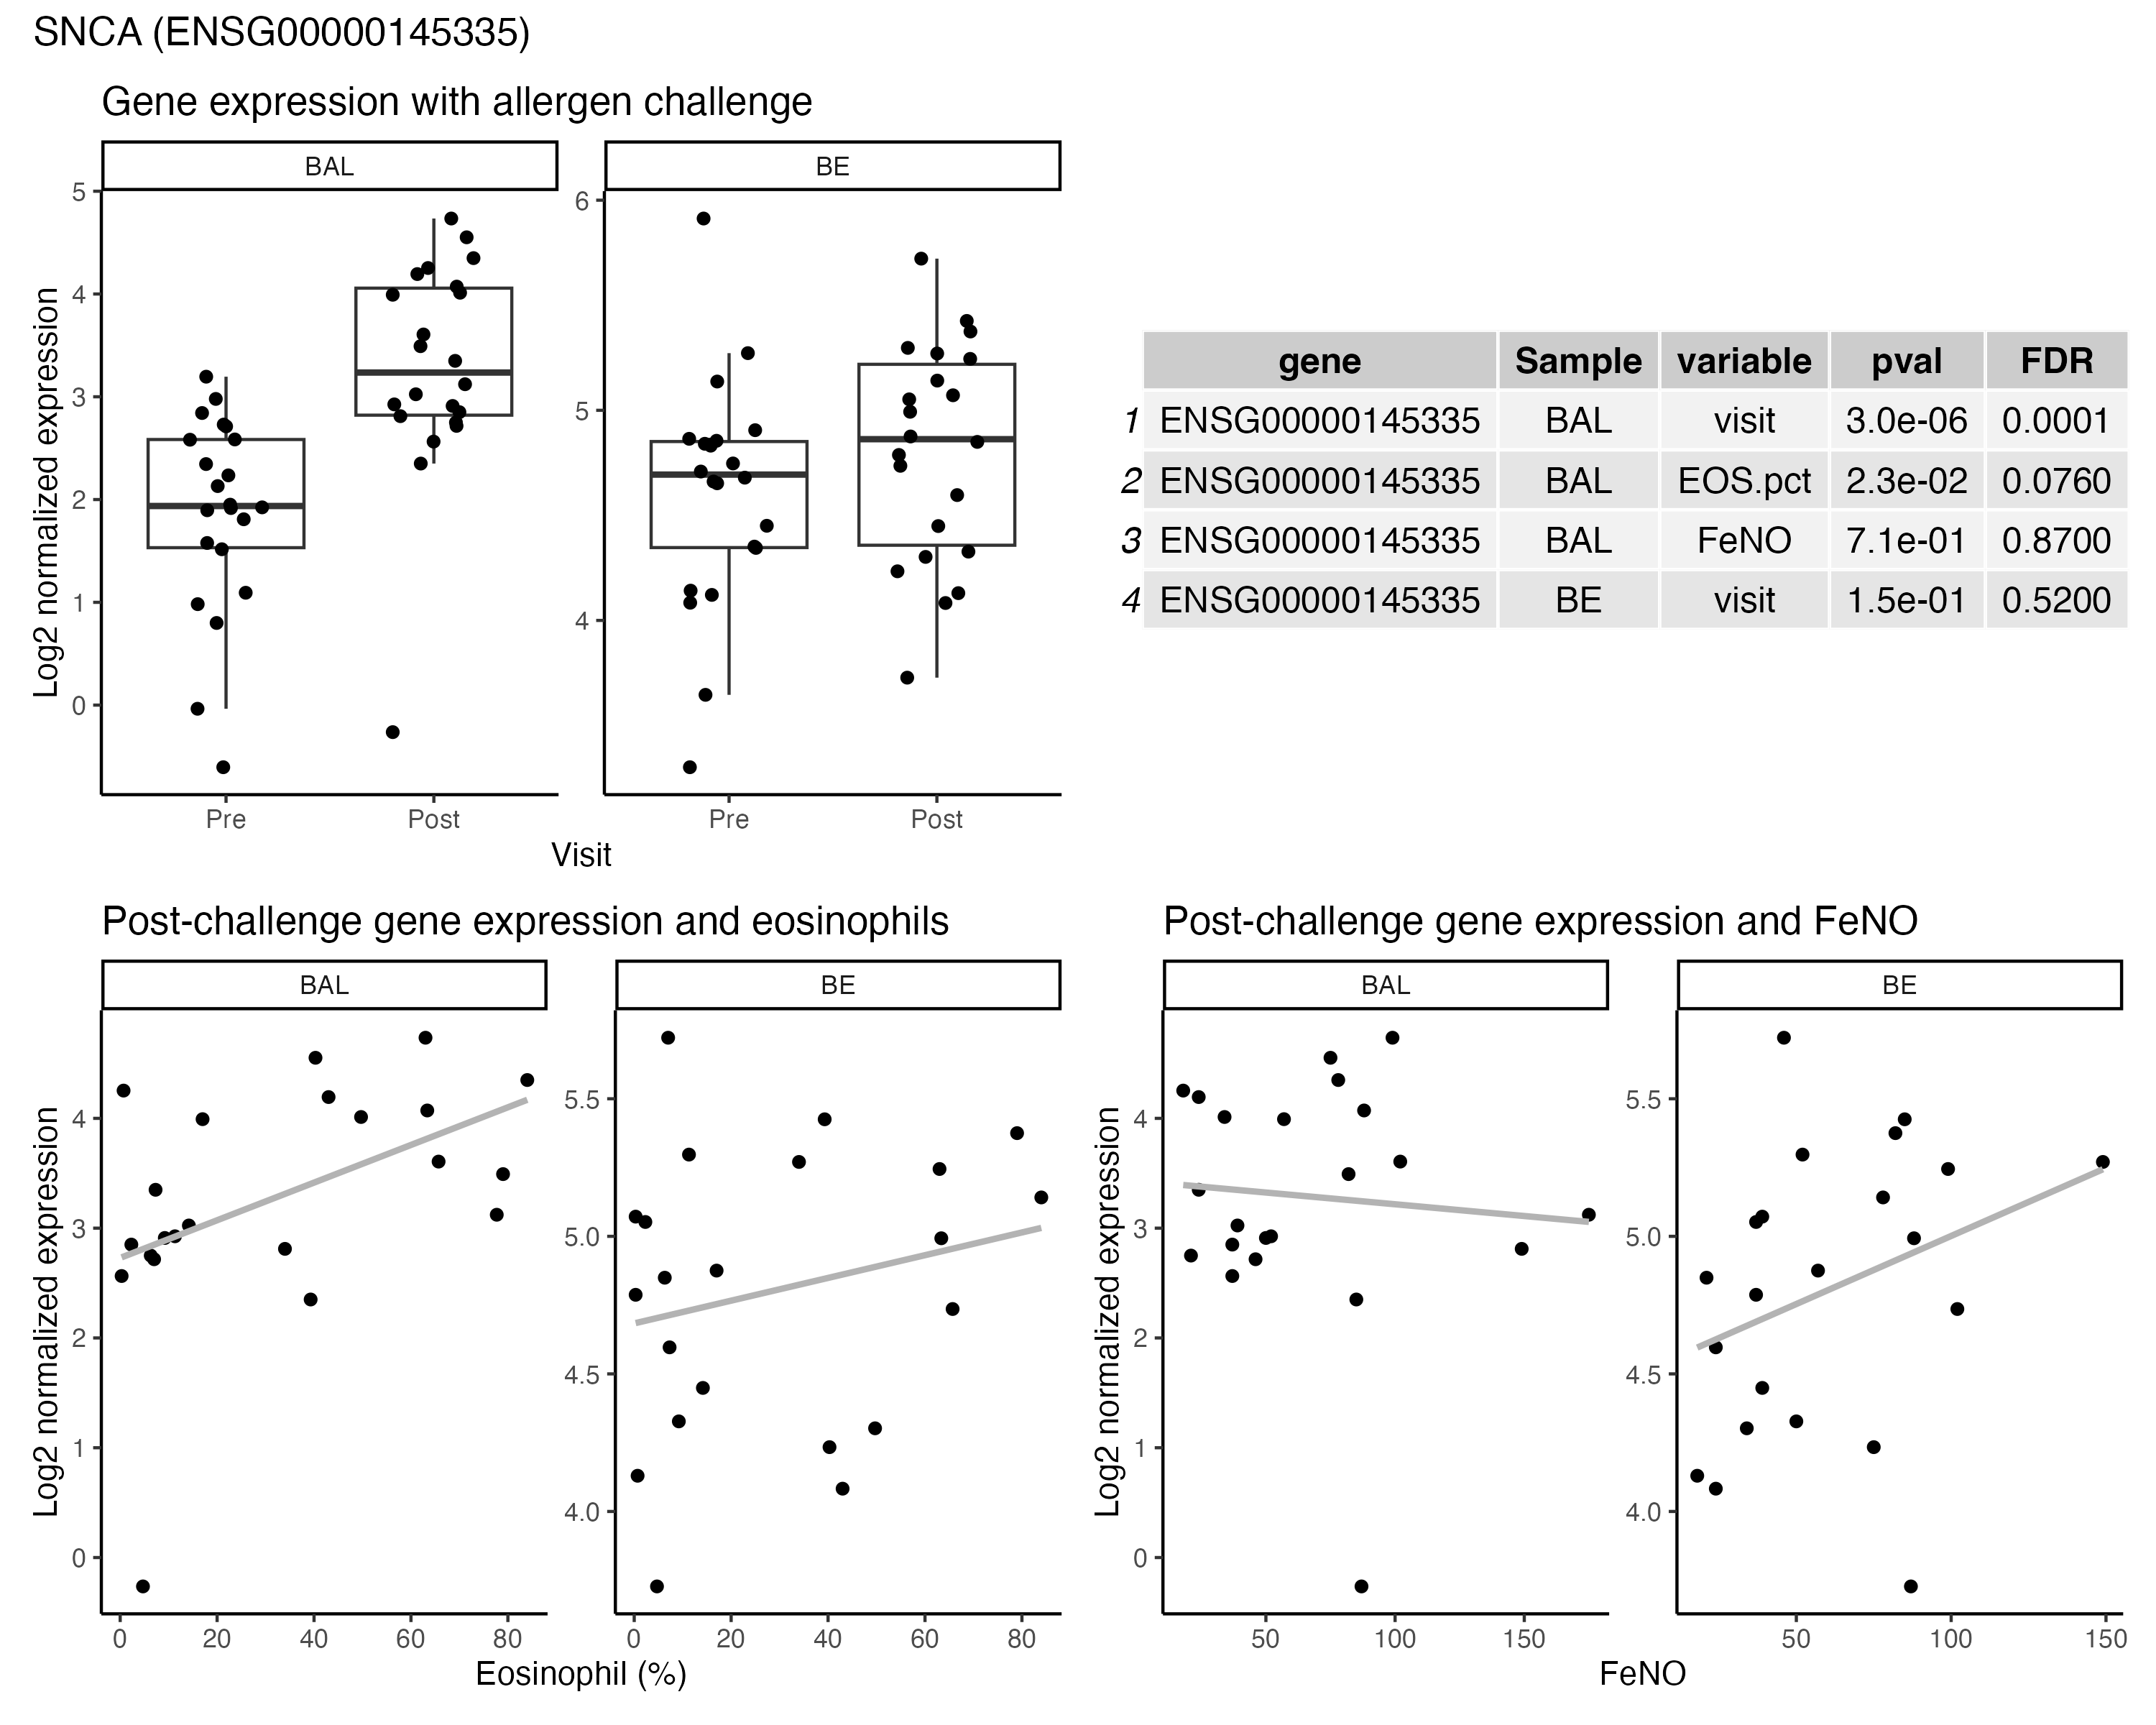 SNCA (ENSG00000145335)
Gene expression with allergen challenge
BAL BE
Log2 normalized expression
5
4
3
2
1
0
6
5
4
Pre Post Pre Post
Visit
gene Sample variable pval FDR
1 ENSG00000145335 BAL visit 3.0e-06 0.0001
2 ENSG00000145335 BAL EOS.pct 2.3e-02 0.0760
3 ENSG00000145335 BAL FeNO 7.1e-01 0.8700
4 ENSG00000145335 BE visit 1.5e-01 0.5200
Post-challenge gene expression and eosinophils
BAL BE
Log2 normalized expression
4
3
2
1
0
5.5
5.0
4.5
4.0
0 20 40 60 80 0 20 40 60 80
Eosinophil (%)
Post-challenge gene expression and FeNO
BAL BE
Log2 normalized expression
4
3
2
1
0
5.5
5.0
4.5
4.0
50 100 150 50 100 150
FeNO